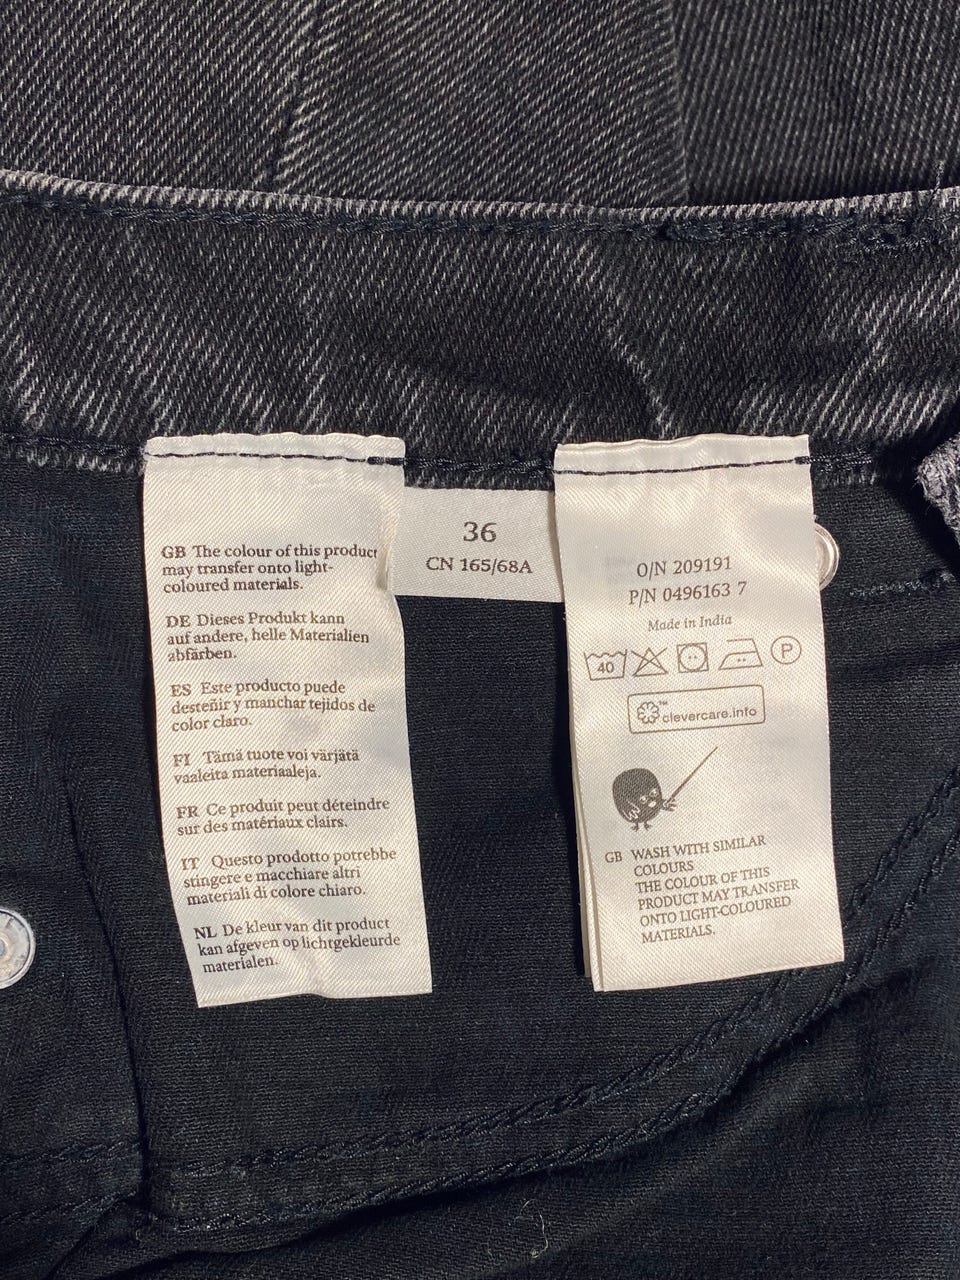 GB The colour of this product
may transfer onto light-
coloured materials.
DE Dieses Produkt kann
auf andere, helle Materialien
abfärben.
ES Este producto puede
desteñir y manchar tejidos de
color claro.
FI Tämä tuote voi värjätä
vaaleita materiaaleja.
FR Ce produit peut déteindre
sur des matériaux clairs.
IT Questo prodotto potrebbe
stingere e macchiare altri
materiali di colore chiaro.
NL De kleur van dit product
kan afgeven op lichtgekleurde
materialen.
36
CN 165/68A
O/N 209191
P/N 0496163 7
Made in India
40 P
™
clevercare.info
GB WASH WITH SIMILAR
COLOURS
THE COLOUR OF THIS
PRODUCT MAY TRANSFER
ONTO LIGHT-COLOURED
MATERIALS.